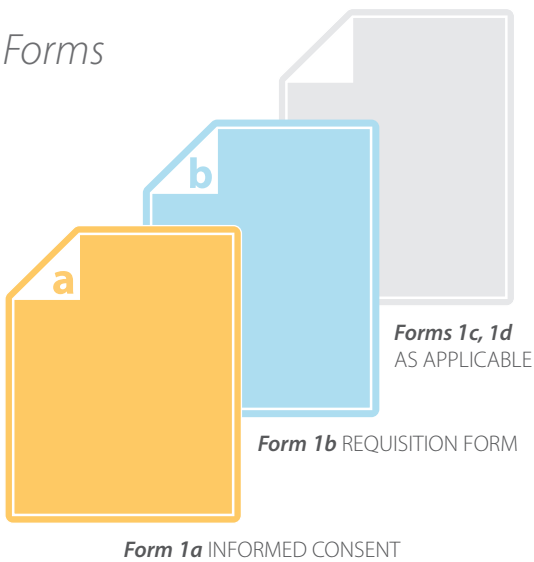 Forms
b
a
Forms 1c, 1d
AS APPLICABLE
Form 1b REQUISITION FORM
Form 1a INFORMED CONSENT